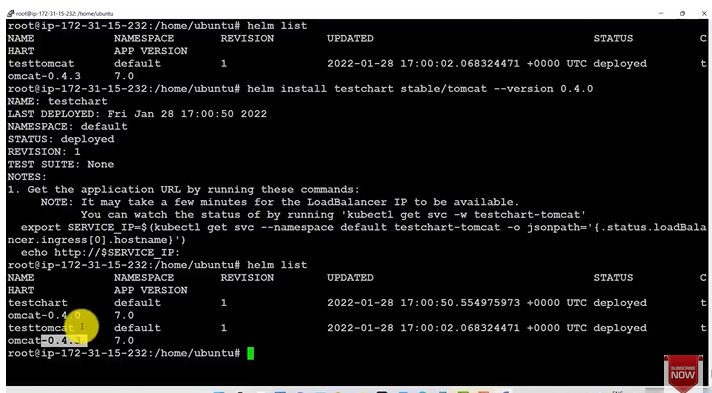 root@ip-172-31-15-232: /home/ubuntu
root@ip-172-31-15-232:/home/ubuntu# helm list
NAME NAMESPACE REVISION UPDATED STATUS C
HART APP VERSION
testtomcat default 1 2022-01-28 17:00:02.068324471 +0000 UTC deployed t
omcat-0.4.3 7.0
root@ip-172-31-15-232:/home/ubuntu# helm install testchart stable/tomcat --version 0.4.0
NAME: testchart
LAST DEPLOYED: Fri Jan 28 17:00:50 2022
NAMESPACE: default
STATUS: deployed
REVISION: 1
TEST SUITE: None
NOTES:
1. Get the application URL by running these commands:
NOTE: It may take a few minutes for the LoadBalancer IP to be available.
You can watch the status of by running 'kubectl get svc -w testchart-tomcat'
export SERVICE_IP=$(kubectl get svc --namespace default testchart-tomcat -o jsonpath='{.status.loadBala
ncer.ingress[0].hostname}')
echo http://$SERVICE_IP:
root@ip-172-31-15-232:/home/ubuntu# helm list
NAME NAMESPACE REVISION UPDATED STATUS C
HART APP VERSION
testchart default 1 2022-01-28 17:00:50.554975973 +0000 UTC deployed t
omcat-0.4.0 7.0
testtomcat default 1 2022-01-28 17:00:02.068324471 +0000 UTC deployed t
omcat-0.4.3 7.0
root@ip-172-31-15-232:/home/ubuntu#
SUBSCRIBE
NOW